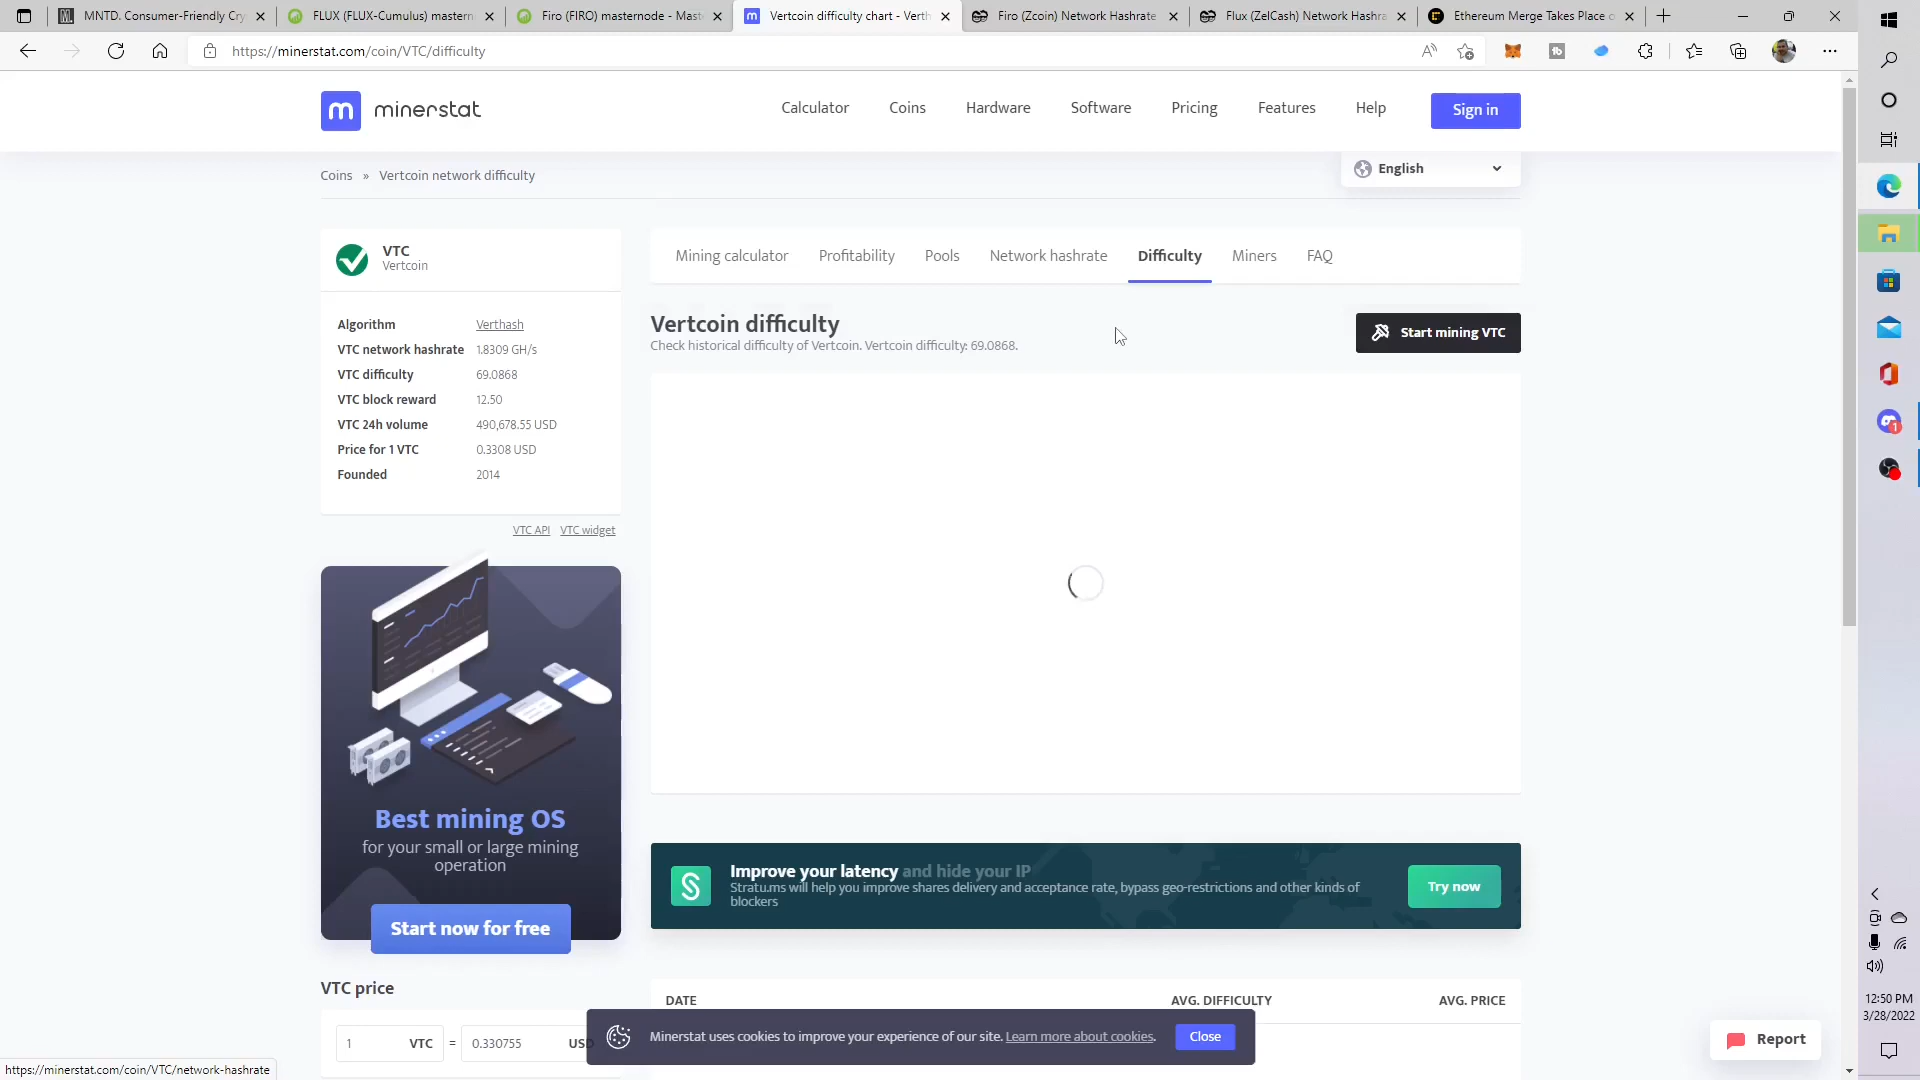 MNTD. Consumer-Friendly Cry
FLUX (FLUX-Cumulus) mastern
Firo (FIRO) masternode - Mast
Vertcoin difficulty chart - Verth
Firo (Zcoin) Network Hashrate
Flux (ZelCash) Network Hashra
Ethereum Merge Takes Place o
https://minerstat.com/coin/VTC/difficulty
minerstat
Calculator
Coins
Hardware
Software
Pricing
Features
Help
Sign in
Coins » Vertcoin network difficulty
English
VTC
Vertcoin
Mining calculator
Profitability
Pools
Network hashrate
Difficulty
Miners
FAQ
Algorithm Verthash
VTC network hashrate 1.8309 GH/s
VTC difficulty 69.0868
VTC block reward 12.50
VTC 24h volume 490,678.55 USD
Price for 1 VTC 0.3308 USD
Founded 2014
VTC API VTC widget
Vertcoin difficulty
Check historical difficulty of Vertcoin. Vertcoin difficulty: 69.0868.
Start mining VTC
Best mining OS
for your small or large mining
operation
Start now for free
Improve your latency and hide your IP
Stratu.ms will help you improve shares delivery and acceptance rate, bypass geo-restrictions and other kinds of
blockers
Try now
VTC price
1 VTC = 0.330755 USD
DATE AVG. DIFFICULTY AVG. PRICE
Minerstat uses cookies to improve your experience of our site. Learn more about cookies.
Close
Report
https://minerstat.com/coin/VTC/network-hashrate
12:50 PM
3/28/2022